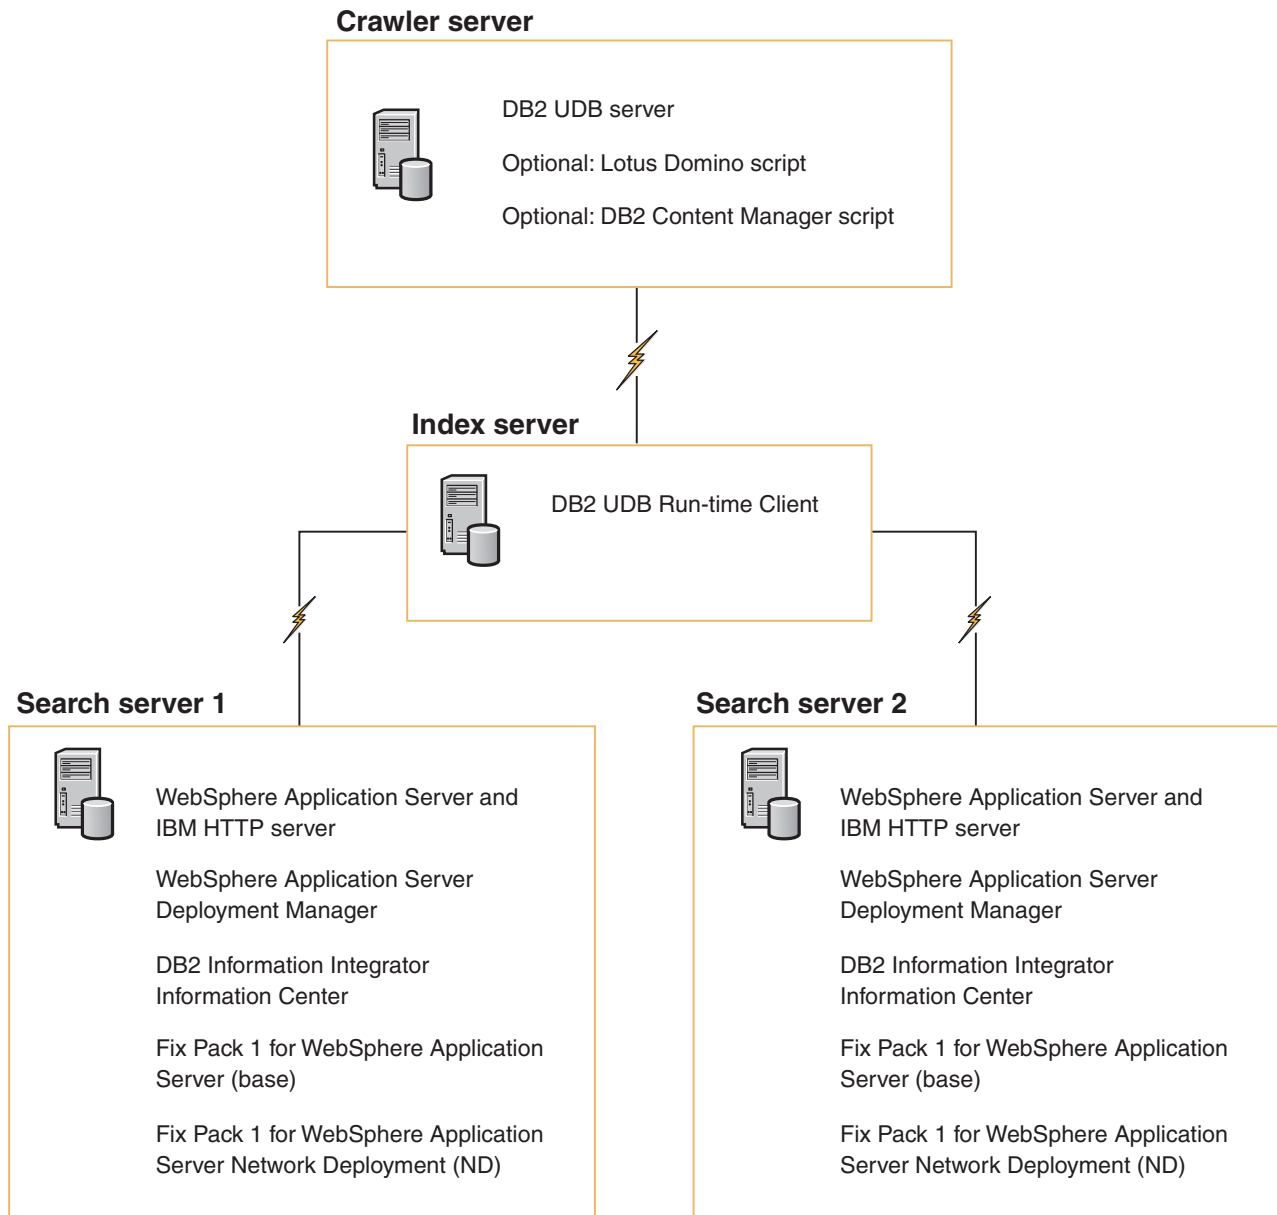 Crawler server
DB2 UDB server
Optional: Lotus Domino script
Optional: DB2 Content Manager script
Index server
DB2 UDB Run-time Client
Search server 1
WebSphere Application Server and
IBM HTTP server
WebSphere Application Server
Deployment Manager
DB2 Information Integrator
Information Center
Fix Pack 1 for WebSphere Application
Server (base)
Fix Pack 1 for WebSphere Application
Server Network Deployment (ND)
Search server 2
WebSphere Application Server and
IBM HTTP server
WebSphere Application Server
Deployment Manager
DB2 Information Integrator
Information Center
Fix Pack 1 for WebSphere Application
Server (base)
Fix Pack 1 for WebSphere Application
Server Network Deployment (ND)